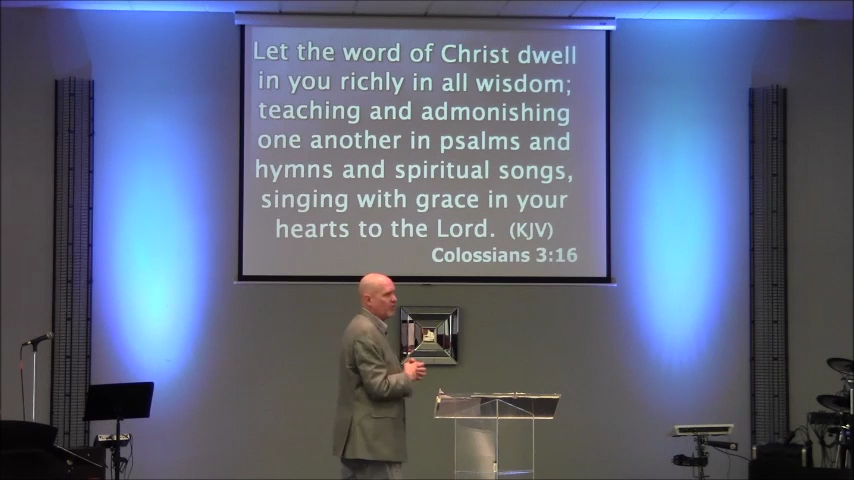 Let the word of Christ dwell
in you richly in all wisdom;
teaching and admonishing
one another in psalms and
hymns and spiritual songs,
singing with grace in your
hearts to the Lord. (KJV)
Colossians 3:16